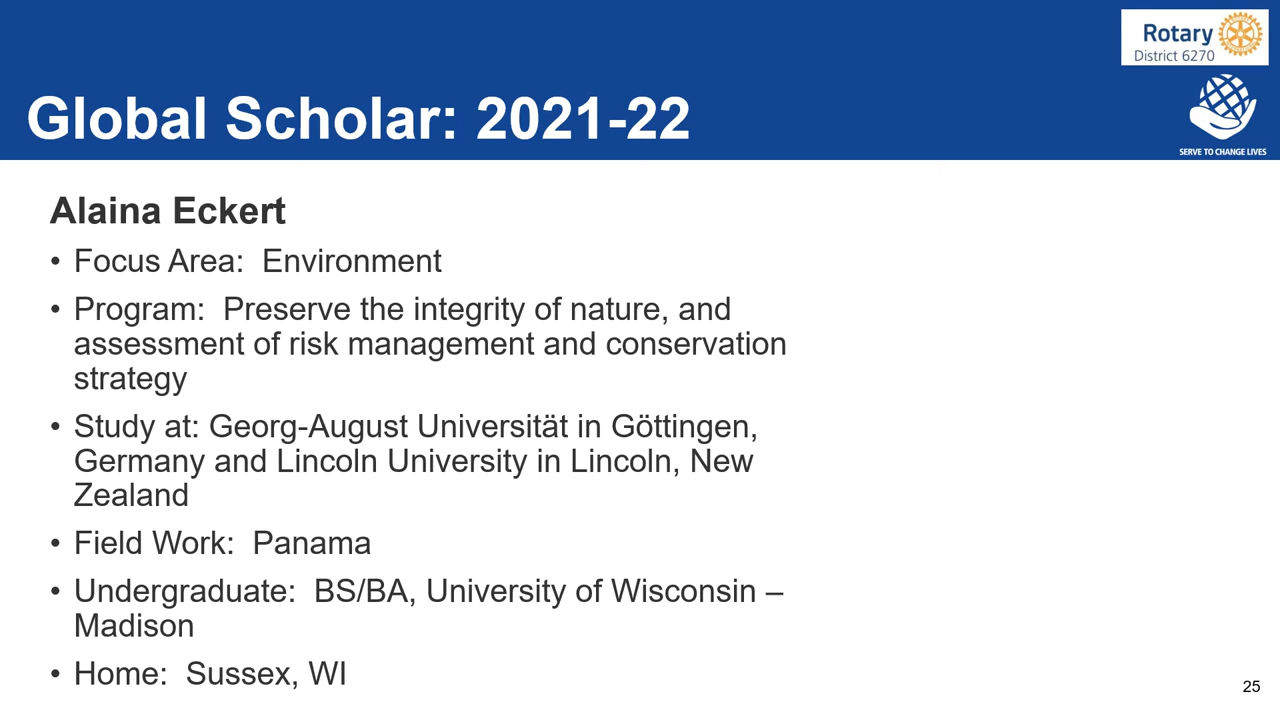 Rotary
District 6270
Global Scholar: 2021-22
SERVE TO CHANGE LIVES
Alaina Eckert
• Focus Area:  Environment
• Program:  Preserve the integrity of nature, and
assessment of risk management and conservation
strategy
• Study at: Georg-August Universität in Göttingen,
Germany and Lincoln University in Lincoln, New
Zealand
• Field Work:  Panama
• Undergraduate:  BS/BA, University of Wisconsin –
Madison
• Home:  Sussex, WI
25